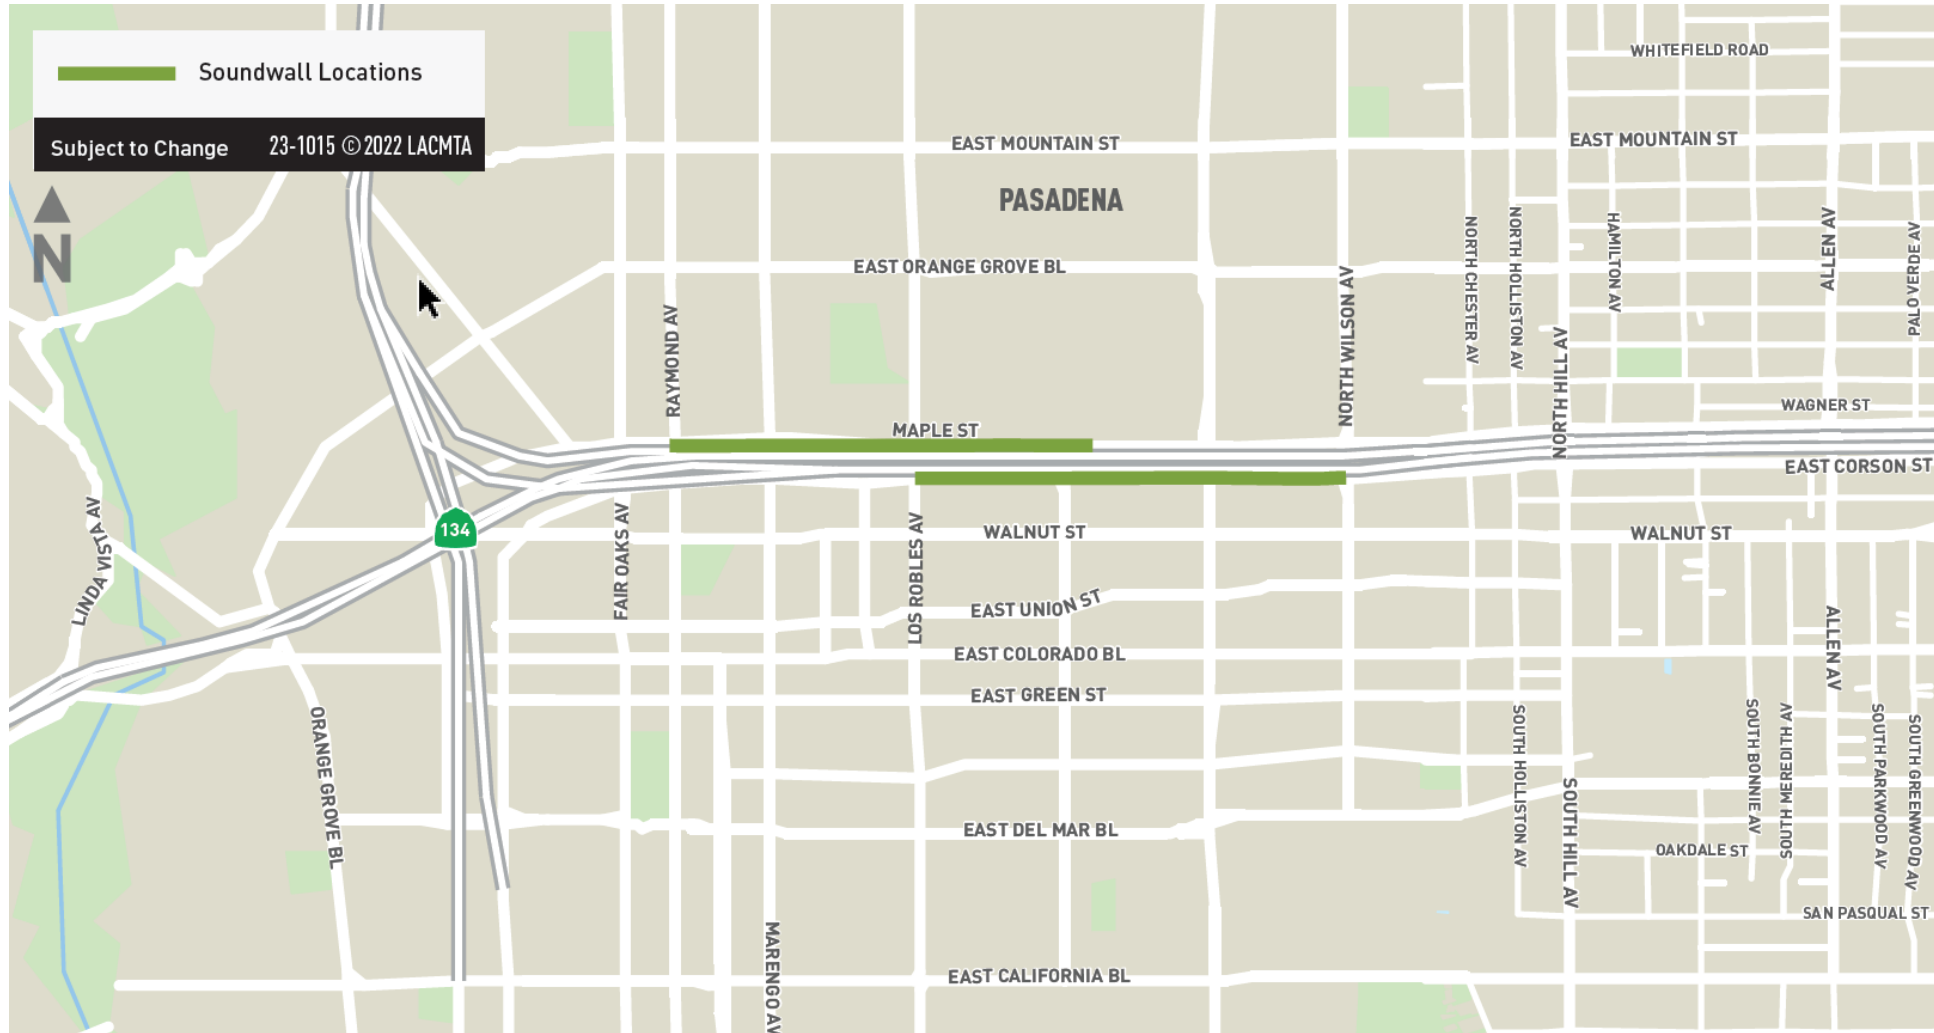 Soundwall Locations
Subject to Change 23-1015 © 2022 LACMTA
N
WHITEFIELD ROAD
EAST MOUNTAIN ST
EAST MOUNTAIN ST
PASADENA
EAST ORANGE GROVE BL
RAYMOND AV
NORTH WILSON AV
NORTH CHESTER AV
NORTH HOLLISTON AV
NORTH HILL AV
HAMILTON AV
ALLEN AV
PALO VERDE AV
WAGNER ST
MAPLE ST
EAST CORSON ST
134
LINDA VISTA AV
FAIR OAKS AV
LOS ROBLES AV
WALNUT ST
WALNUT ST
EAST UNION ST
EAST COLORADO BL
ALLEN AV
EAST GREEN ST
ORANGE GROVE BL
SOUTH HOLLISTON AV
SOUTH HILL AV
SOUTH BONNIE AV
SOUTH MEREDITH AV
SOUTH PARKWOOD AV
SOUTH GREENWOOD AV
EAST DEL MAR BL
OAKDALE ST
SAN PASQUAL ST
MARENGO AV
EAST CALIFORNIA BL